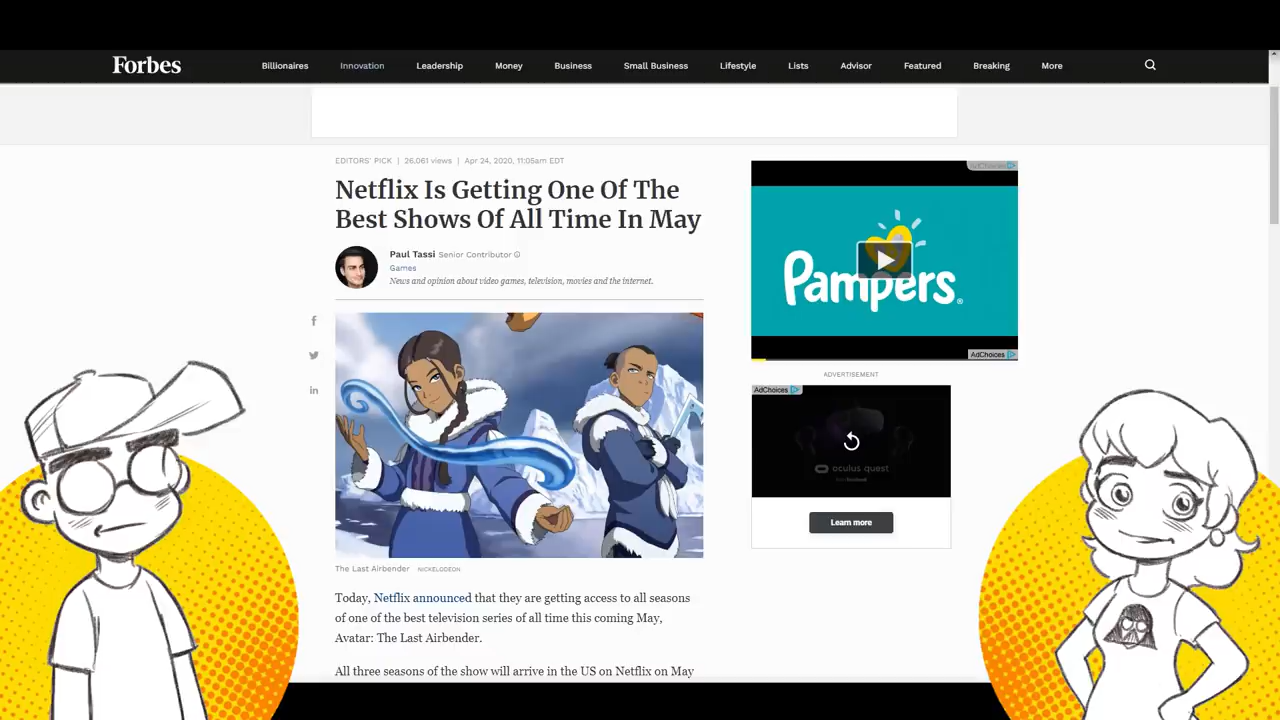 Forbes
Billionaires Innovation Leadership Money Business Small Business Lifestyle Lists Advisor Featured Breaking More
EDITORS' PICK | 26,061 views | Apr 24, 2020, 11:05am EDT
Netflix Is Getting One Of The
Best Shows Of All Time In May
Paul Tassi Senior Contributor
Games
News and opinion about video games, television, movies and the internet.
The Last Airbender NICKELODEON
Today, Netflix announced that they are getting access to all seasons
of one of the best television series of all time this coming May,
Avatar: The Last Airbender.
All three seasons of the show will arrive in the US on Netflix on May
AdChoices
Pampers
AdChoices
ADVERTISEMENT
AdChoices
oculus quest
Learn more